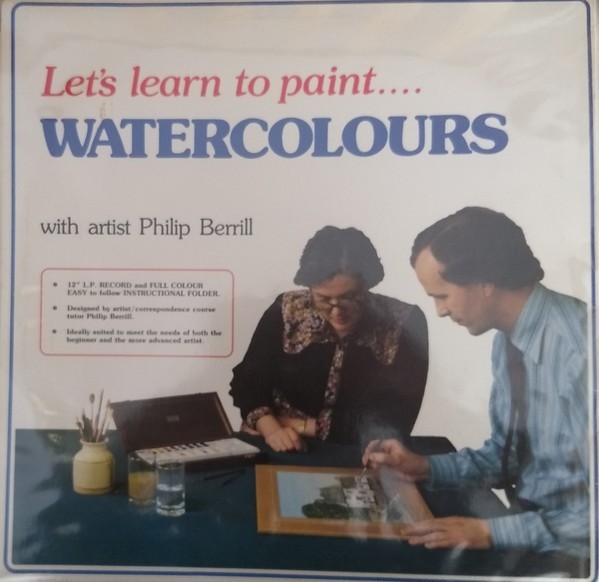 Let's learn to paint....
WATERCOLOURS
with artist Philip Berrill
• 12" L.P. RECORD and FULL COLOUR
EASY to follow INSTRUCTIONAL FOLDER.
• Designed by artist/correspondence course
tutor Philip Berrill.
• Ideally suited to meet the needs of both the
beginner and the more advanced artist.